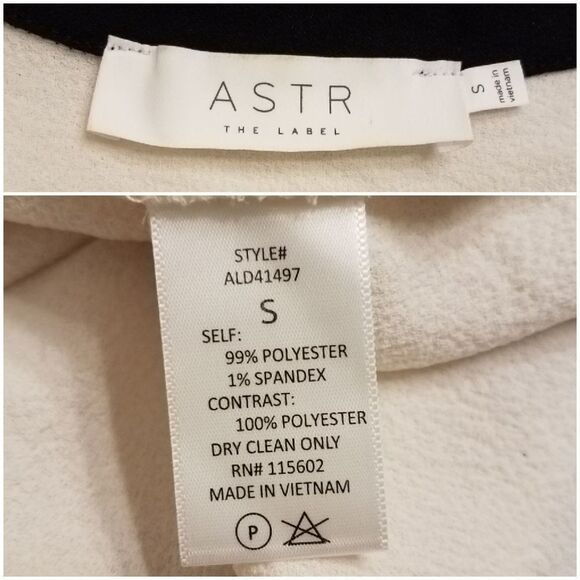 ASTR
THE LABEL
S
made in
vietnam
STYLE#
ALD41497
S
SELF:
99% POLYESTER
1% SPANDEX
CONTRAST:
100% POLYESTER
DRY CLEAN ONLY
RN# 115602
MADE IN VIETNAM
P